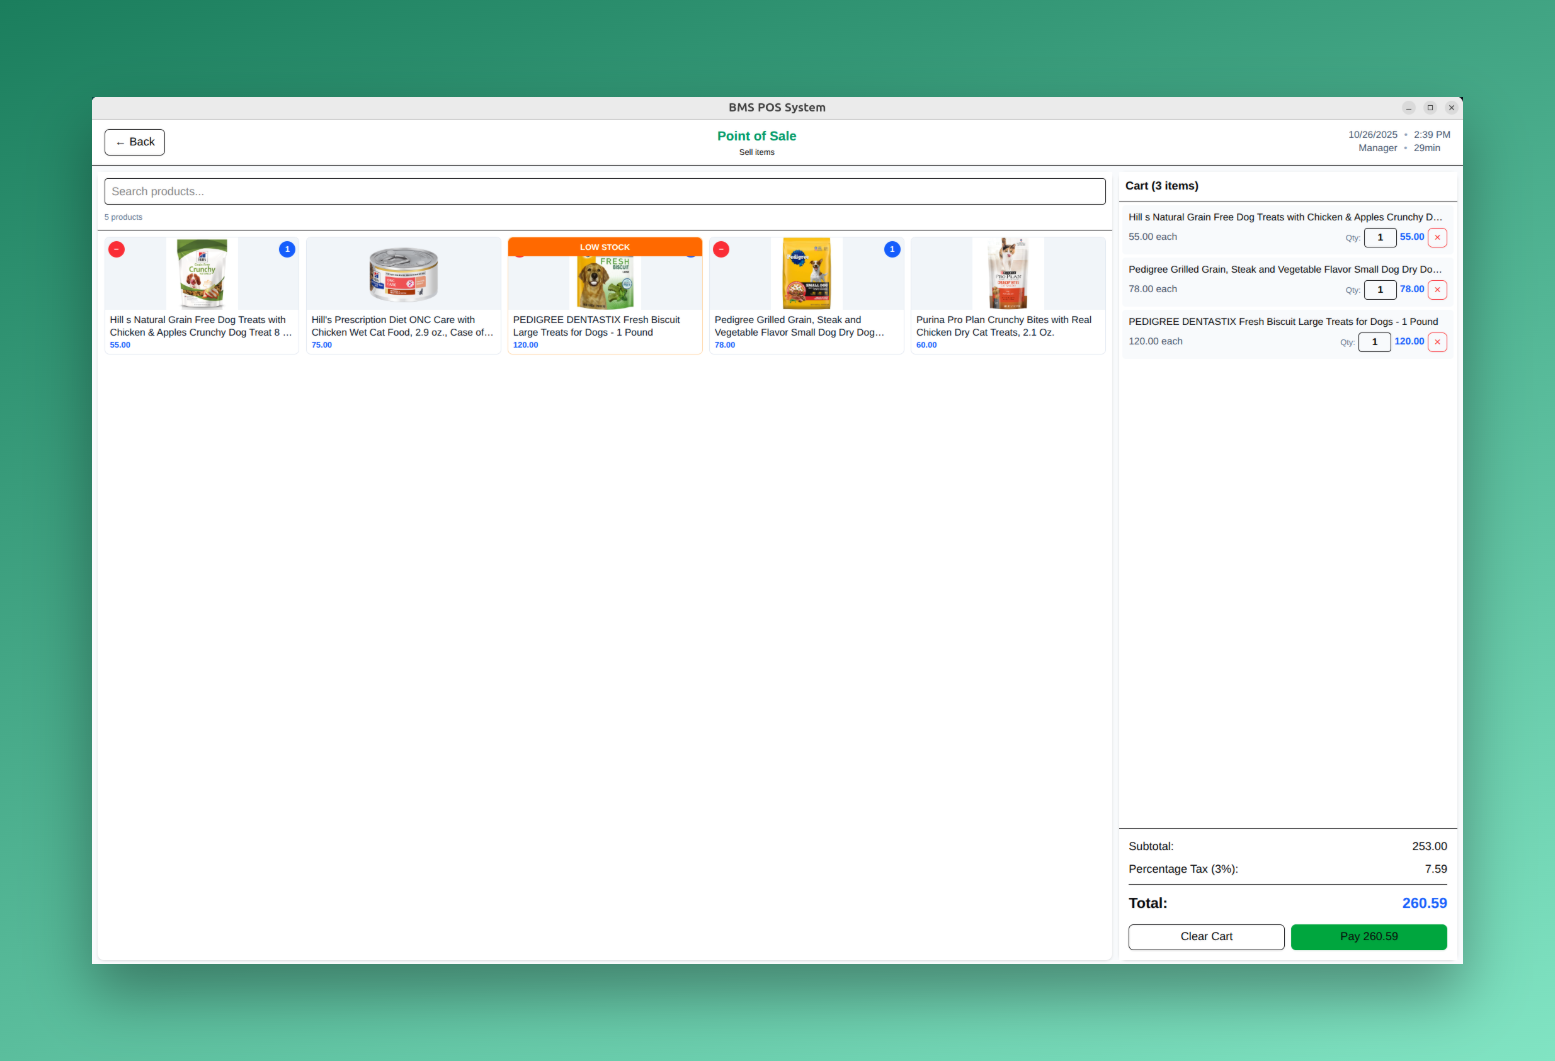 BMS POS System
← Back
Point of Sale
Sell items
10/26/2025 • 2:39 PM
Manager • 29min
Search products...
5 products
Cart (3 items)
− 1
Crunchy
Hill s Natural Grain Free Dog Treats with
Chicken & Apples Crunchy Dog Treat 8 ...
55.00
Hill's Prescription Diet ONC Care with
Chicken Wet Cat Food, 2.9 oz., Case of...
75.00
LOW STOCK
FRESH
BISCUIT
PEDIGREE DENTASTIX Fresh Biscuit
Large Treats for Dogs - 1 Pound
120.00
− 1
Pedigree
SMALL DOG
Pedigree Grilled Grain, Steak and
Vegetable Flavor Small Dog Dry Dog...
78.00
PRO PLAN
Purina Pro Plan Crunchy Bites with Real
Chicken Dry Cat Treats, 2.1 Oz.
60.00
Hill s Natural Grain Free Dog Treats with Chicken & Apples Crunchy D...
55.00 each Qty: 1 55.00 ×
Pedigree Grilled Grain, Steak and Vegetable Flavor Small Dog Dry Do...
78.00 each Qty: 1 78.00 ×
PEDIGREE DENTASTIX Fresh Biscuit Large Treats for Dogs - 1 Pound
120.00 each Qty: 1 120.00 ×
Subtotal: 253.00
Percentage Tax (3%): 7.59
Total: 260.59
Clear Cart Pay 260.59